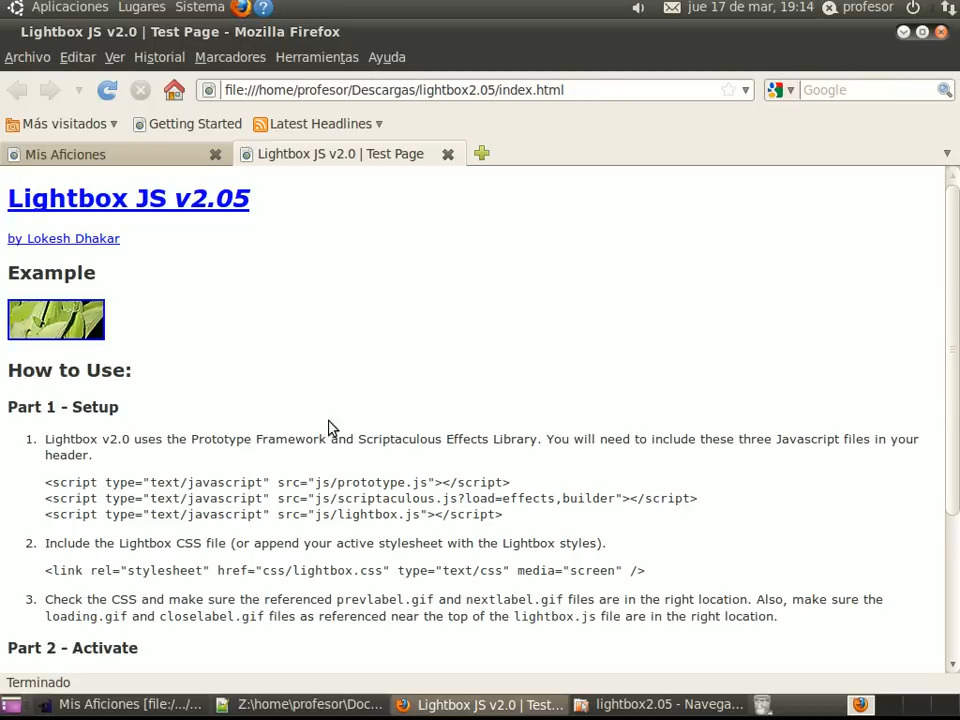 Aplicaciones Lugares Sistema ? jue 17 de mar, 19:14 profesor
Lightbox JS v2.0 | Test Page - Mozilla Firefox
Archivo Editar Ver Historial Marcadores Herramientas Ayuda
file:///home/profesor/Descargas/lightbox2.05/index.html Google
Más visitados Getting Started Latest Headlines
Mis Aficiones Lightbox JS v2.0 | Test Page
Lightbox JS v2.05
by Lokesh Dhakar
Example
How to Use:
Part 1 - Setup
1. Lightbox v2.0 uses the Prototype Framework and Scriptaculous Effects Library. You will need to include these three Javascript files in your
header.
<script type="text/javascript" src="js/prototype.js"></script>
<script type="text/javascript" src="js/scriptaculous.js?load=effects,builder"></script>
<script type="text/javascript" src="js/lightbox.js"></script>
2. Include the Lightbox CSS file (or append your active stylesheet with the Lightbox styles).
<link rel="stylesheet" href="css/lightbox.css" type="text/css" media="screen" />
3. Check the CSS and make sure the referenced prevlabel.gif and nextlabel.gif files are in the right location. Also, make sure the
loading.gif and closelabel.gif files as referenced near the top of the lightbox.js file are in the right location.
Part 2 - Activate
Terminado
Mis Aficiones [file:/.../... Z:\home\profesor\Doc... Lightbox JS v2.0 | Test... lightbox2.05 - Navega...